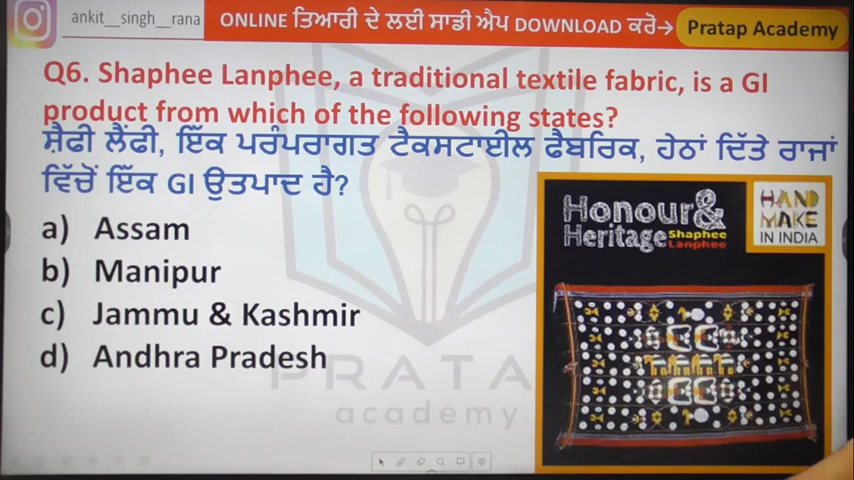 ankit__singh_rana
ONLINE ਤਿਆਰੀ ਦੇ ਲਈ ਸਾਡੀ ਐਪ DOWNLOAD ਕਰੋ→
Pratap Academy
Q6. Shaphee Lanphee, a traditional textile fabric, is a GI
product from which of the following states?
ਸ਼ੈਫੀ ਲੈਂਫੀ, ਇੱਕ ਪਰੰਪਰਾਗਤ ਟੈਕਸਟਾਈਲ ਫੈਬਰਿਕ, ਹੇਠਾਂ ਦਿੱਤੇ ਰਾਜਾਂ
ਵਿੱਚੋਂ ਇੱਕ GI ਉਤਪਾਦ ਹੈ?
a) Assam
b) Manipur
c) Jammu & Kashmir
d) Andhra Pradesh
Honour&
Heritage Shaphee
Lanphee
HAND
MAKE
IN INDIA
PRATA
academy